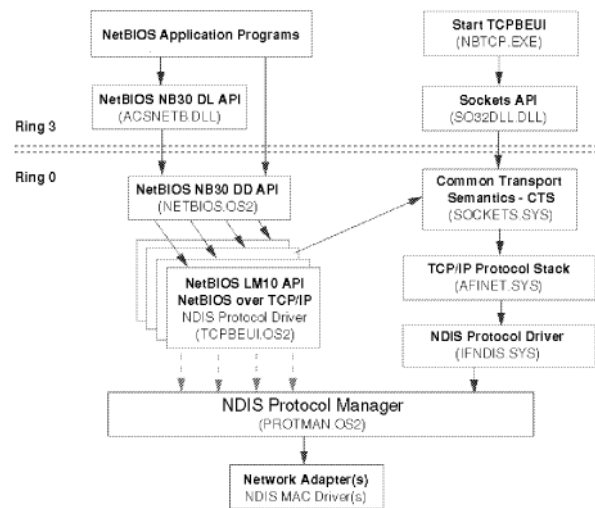 NetBIOS Application Programs
Start TCPBEUI
(NBTCP.EXE)
NetBIOS NB30 DL API
(ACSNETB.DLL)
Sockets API
(SO32DLL.DLL)
Ring 3
Ring 0
NetBIOS NB30 DD API
(NETBIOS.OS2)
Common Transport
Semantics - CTS
(SOCKETS.SYS)
NetBIOS LM10 API
NetBIOS over TCP/IP
NDIS Protocol Driver
(TCPBEUI.OS2)
TCP/IP Protocol Stack
(AFINET.SYS)
NDIS Protocol Driver
(IFNDIS.SYS)
NDIS Protocol Manager
(PROTMAN.OS2)
Network Adapter(s)
NDIS MAC Driver(s)